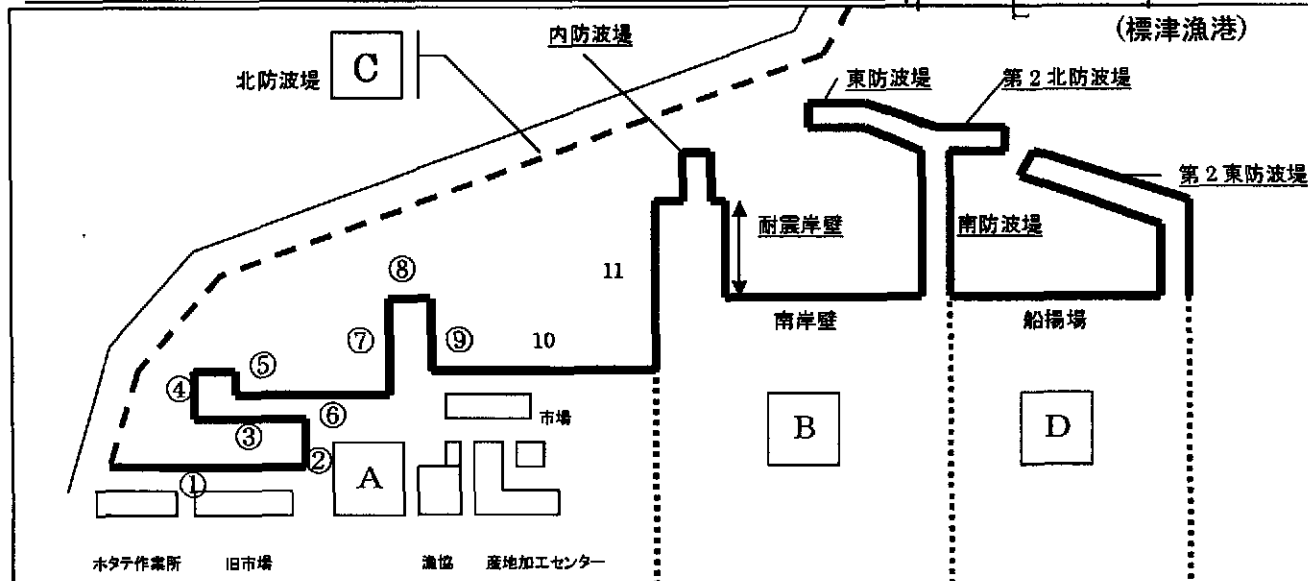 (標津漁港)
内防波堤
北防波堤
C
東防波堤
第2北防波堤
第2東防波堤
耐震岸壁
南防波堤
⑧
11
⑦
⑨
10
南岸壁
船揚場
⑤
④
⑥
市場
③
B
D
②
A
①
ホタテ作業所
旧市場
漁協
産地加工センター